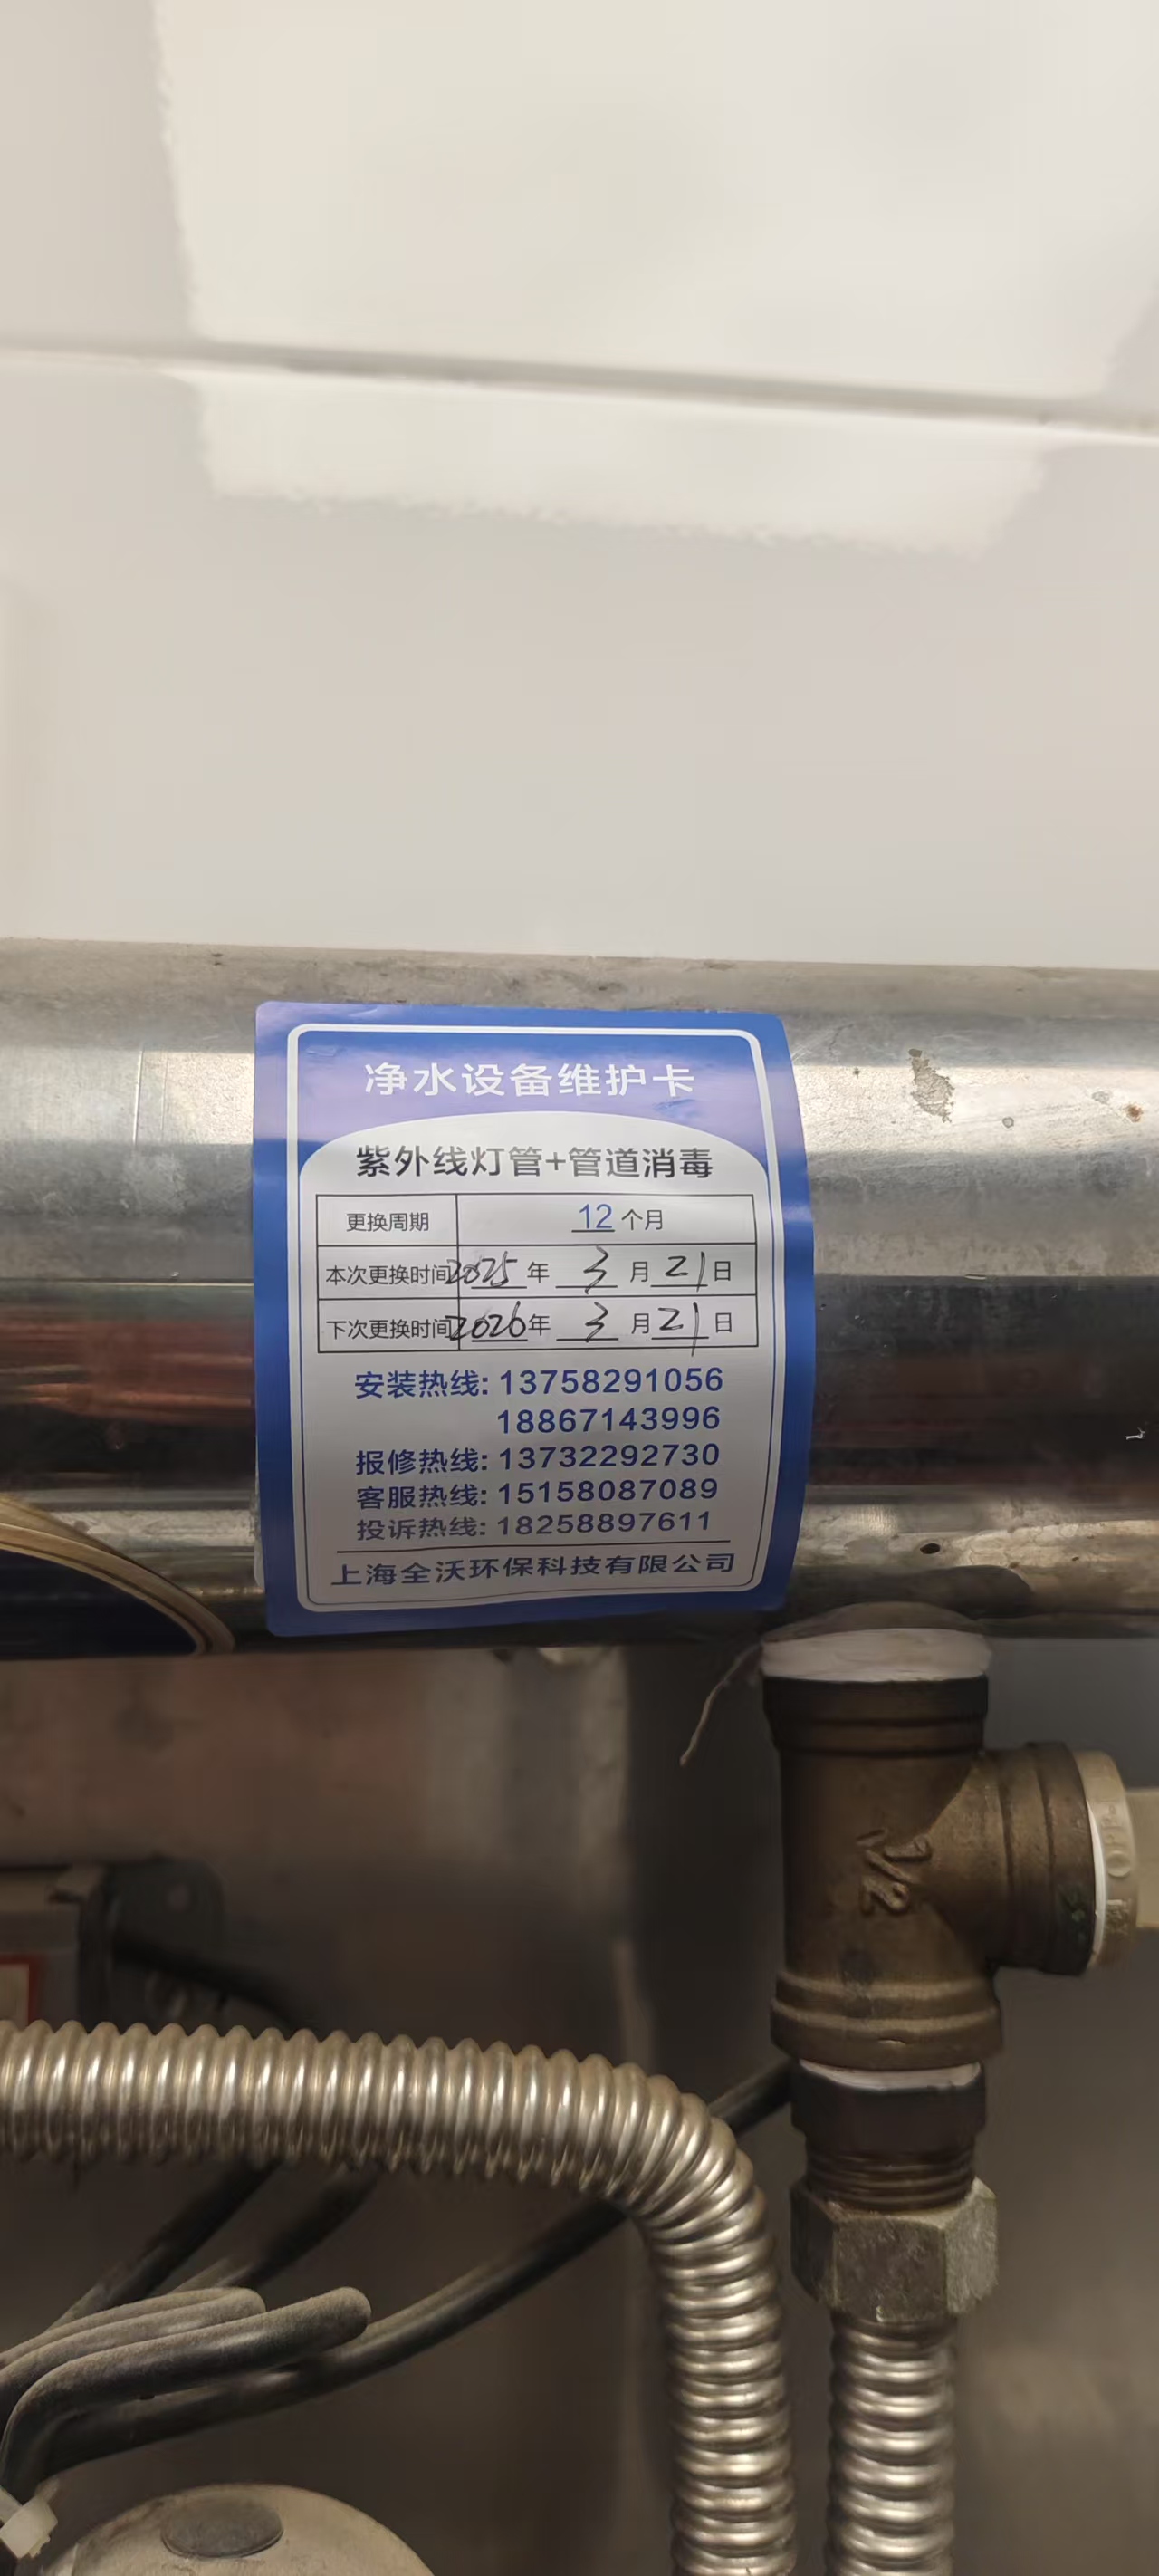 净水设备维护卡
紫外线灯管+管道消毒
更换周期 12 个月
本次更换时间 2025 年 3 月 21 日
下次更换时间 2026 年 3 月 21 日
安装热线: 13758291056
18867143996
报修热线: 13732292730
客服热线: 15158087089
投诉热线: 18258897611
上海全沃环保科技有限公司
1/2